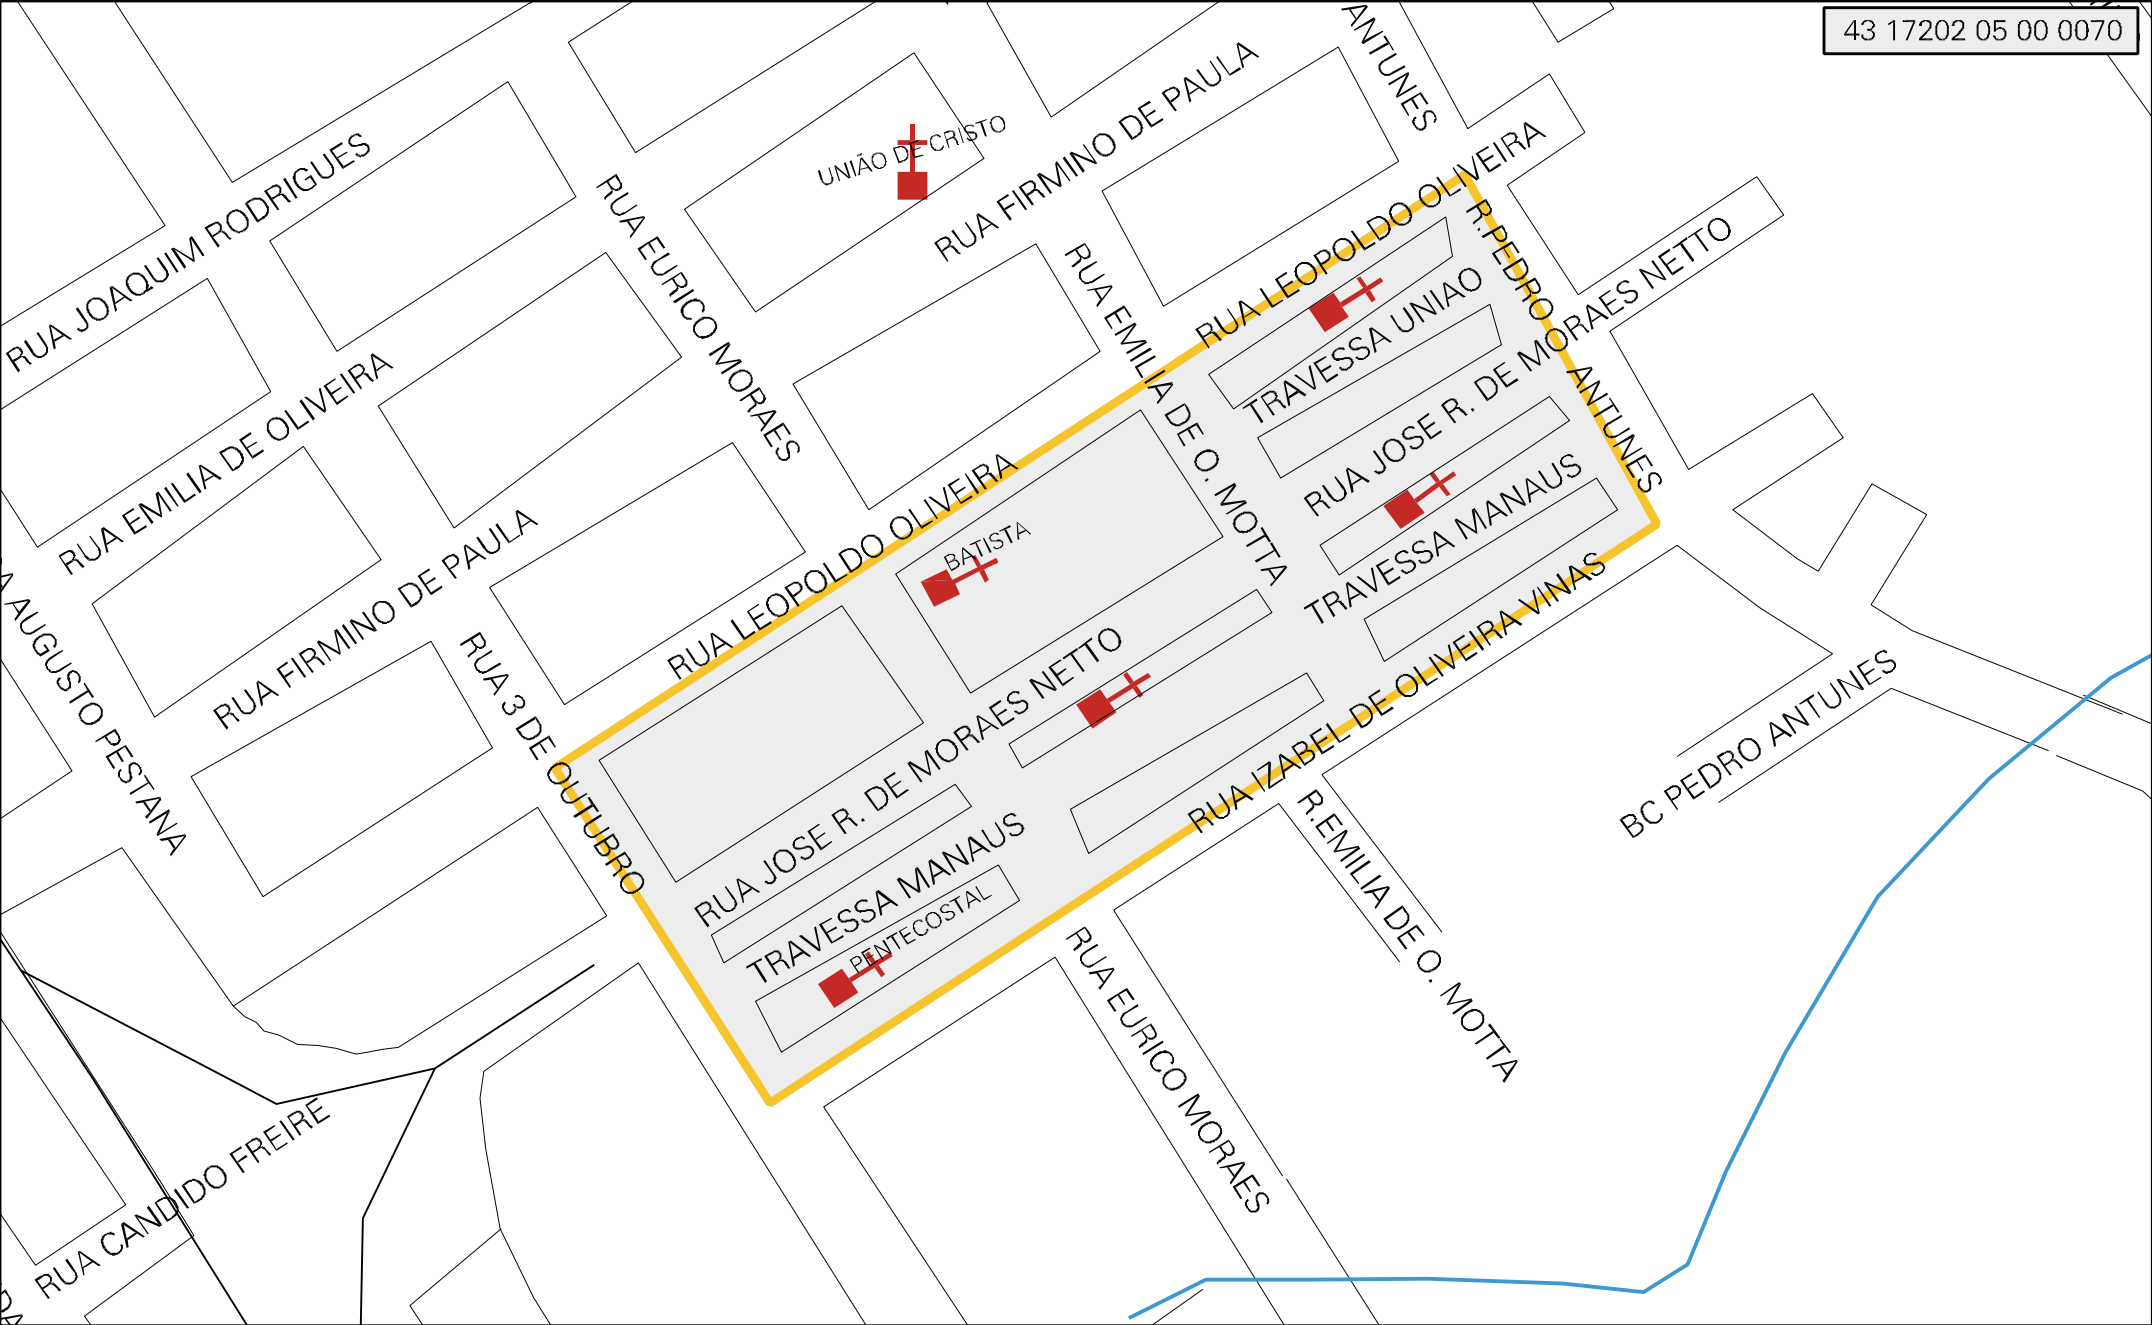 ANTUNES
43 17202 05 00 0070
RUA FIRMINO DE PAULA
UNIÃO DE CRISTO
RUA JOAQUIM RODRIGUES
RUA LEOPOLDO OLIVEIRA
RUA EURICO MORAES
R.PEDRO ANTUNES
RUA EMILIA DE O. MOTTA
TRAVESSA UNIAO
RUA JOSE R. DE MORAES NETTO
RUA EMILIA DE OLIVEIRA
RUA LEOPOLDO OLIVEIRA
TRAVESSA MANAUS
RUA FIRMINO DE PAULA
BATISTA
RUA IZABEL DE OLIVEIRA VINAS
AUGUSTO PESTANA
RUA 3 DE OUTUBRO
RUA JOSE R. DE MORAES NETTO
BC PEDRO ANTUNES
R.EMILIA DE O. MOTTA
TRAVESSA MANAUS
PENTECOSTAL
RUA EURICO MORAES
RUA CANDIDO FREIRE